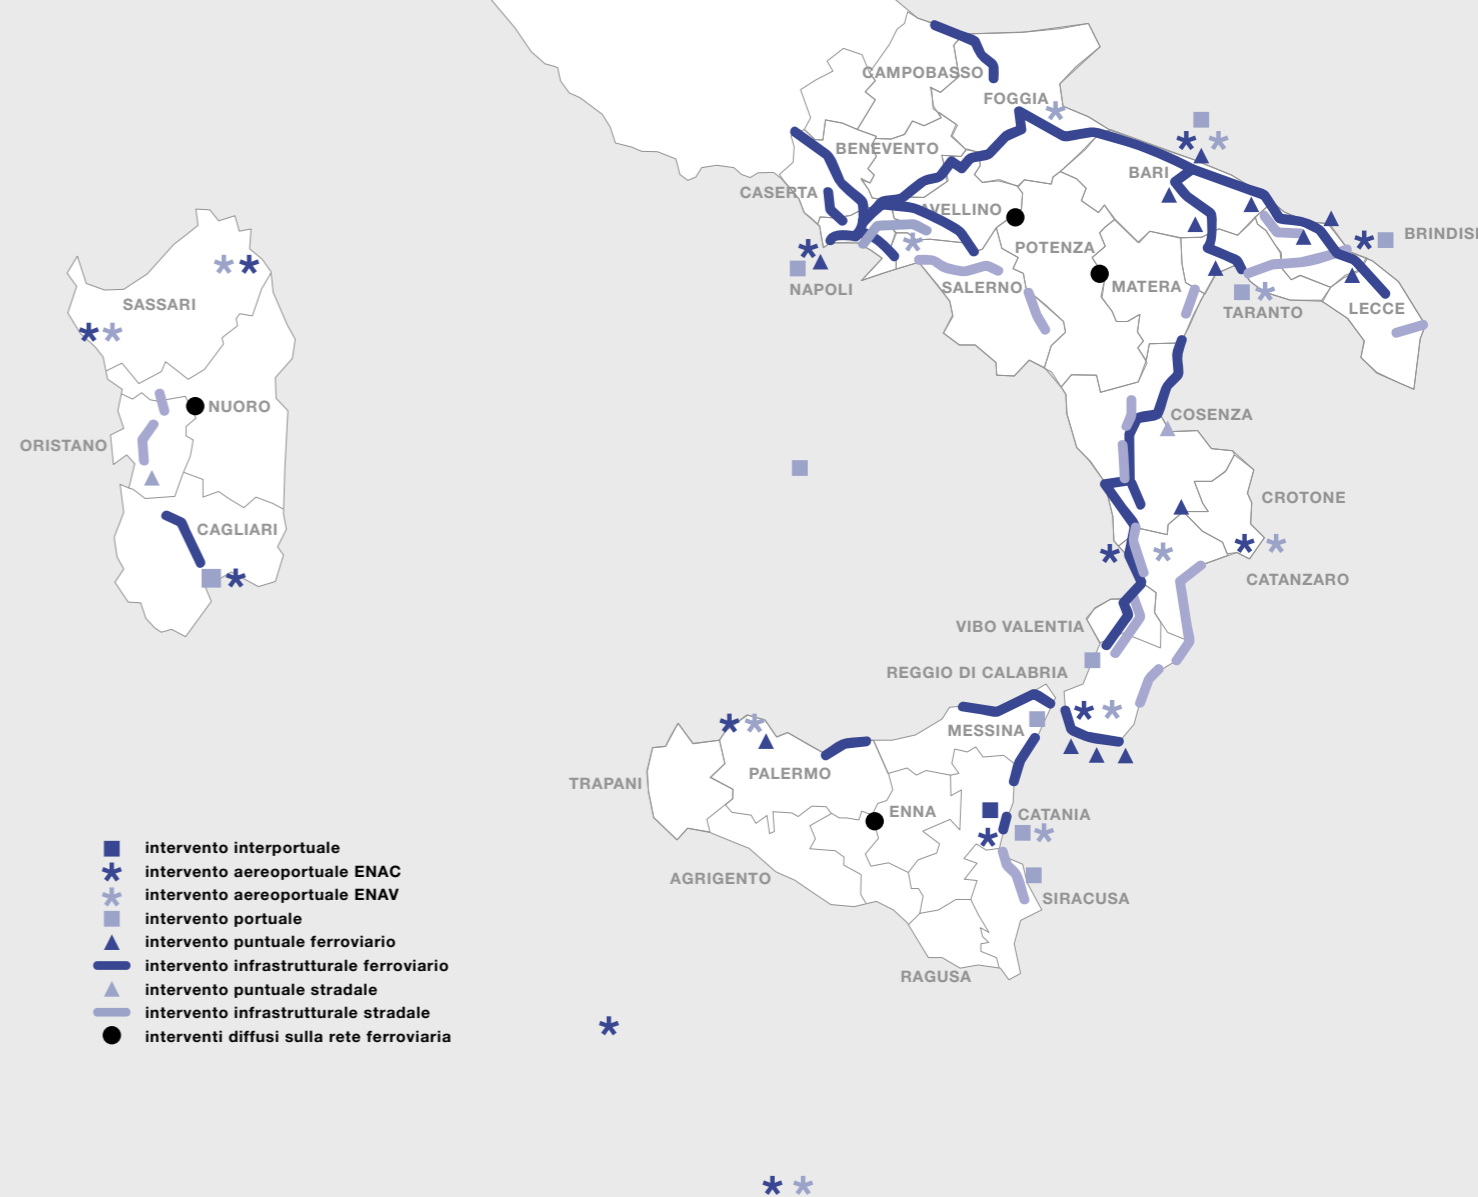 CAMPOBASSO
FOGGIA
BENEVENTO
BARI
CASERTA
AVELLINO
BRINDISI
POTENZA
MATERA
NAPOLI
SALERNO
TARANTO
LECCE
SASSARI
NUORO
ORISTANO
CAGLIARI
COSENZA
CROTONE
CATANZARO
VIBO VALENTIA
REGGIO DI CALABRIA
MESSINA
PALERMO
TRAPANI
ENNA
CATANIA
AGRIGENTO
SIRACUSA
RAGUSA
intervento interportuale
intervento aereoportuale ENAC
intervento aereoportuale ENAV
intervento portuale
intervento puntuale ferroviario
intervento infrastrutturale ferroviario
intervento puntuale stradale
intervento infrastrutturale stradale
interventi diffusi sulla rete ferroviaria